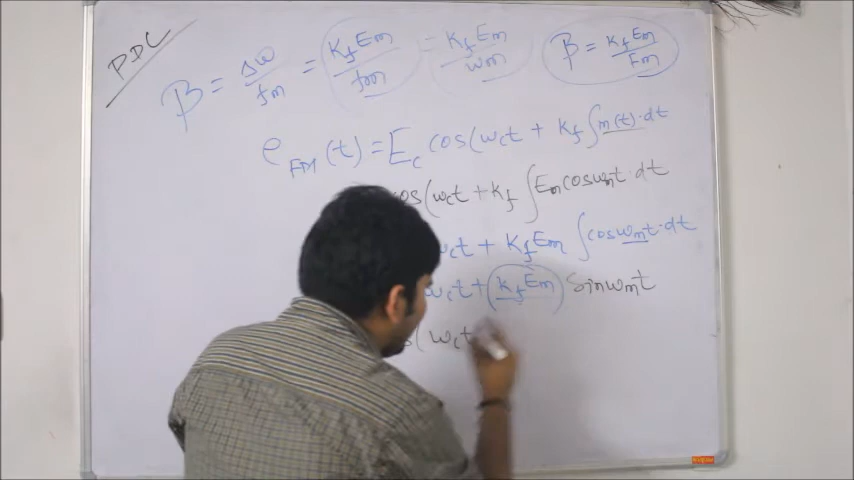 PDC
β = Δω/fm = KfEm/fm = KfEm/ωm β = KfEm/Fm
e FM (t) = Ec cos(ωct + Kf∫m(t)·dt
cos(ωct + Kf ∫Em cosωmt·dt
ωct + KfEm ∫cosωmt·dt
ωct + (KfEm) Sinωmt
(ωct